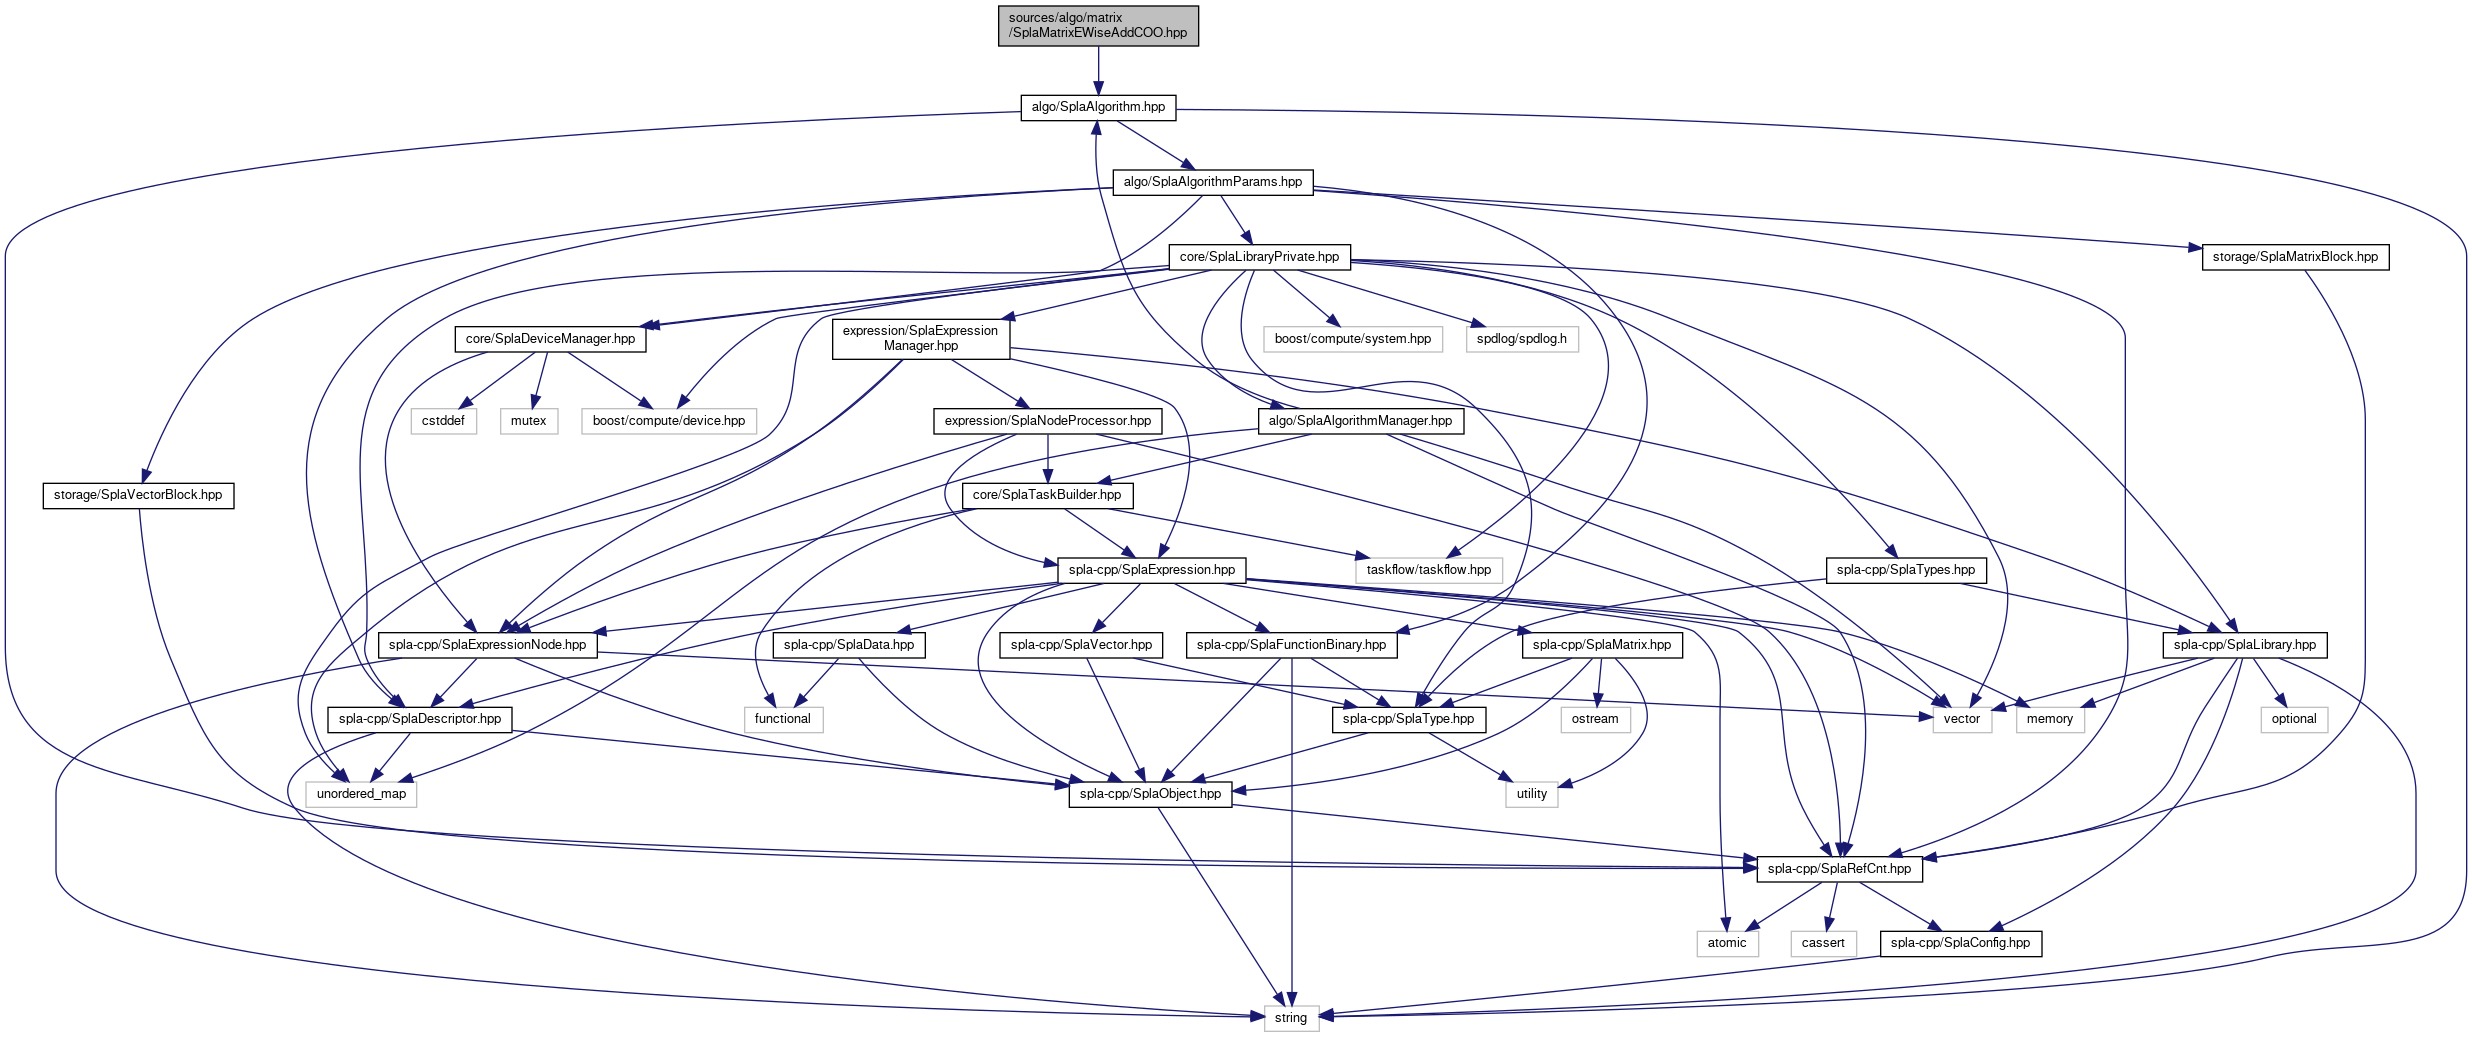 sources/algo/matrix
/SplaMatrixEWiseAddCOO.hpp
algo/SplaAlgorithm.hpp
algo/SplaAlgorithmParams.hpp
core/SplaLibraryPrivate.hpp
storage/SplaMatrixBlock.hpp
core/SplaDeviceManager.hpp
expression/SplaExpression
Manager.hpp
boost/compute/system.hpp
spdlog/spdlog.h
cstddef
mutex
boost/compute/device.hpp
expression/SplaNodeProcessor.hpp
algo/SplaAlgorithmManager.hpp
storage/SplaVectorBlock.hpp
core/SplaTaskBuilder.hpp
spla-cpp/SplaExpression.hpp
taskflow/taskflow.hpp
spla-cpp/SplaTypes.hpp
spla-cpp/SplaExpressionNode.hpp
spla-cpp/SplaData.hpp
spla-cpp/SplaVector.hpp
spla-cpp/SplaFunctionBinary.hpp
spla-cpp/SplaMatrix.hpp
spla-cpp/SplaLibrary.hpp
spla-cpp/SplaDescriptor.hpp
functional
spla-cpp/SplaType.hpp
ostream
vector
memory
optional
unordered_map
spla-cpp/SplaObject.hpp
utility
spla-cpp/SplaRefCnt.hpp
atomic
cassert
spla-cpp/SplaConfig.hpp
string